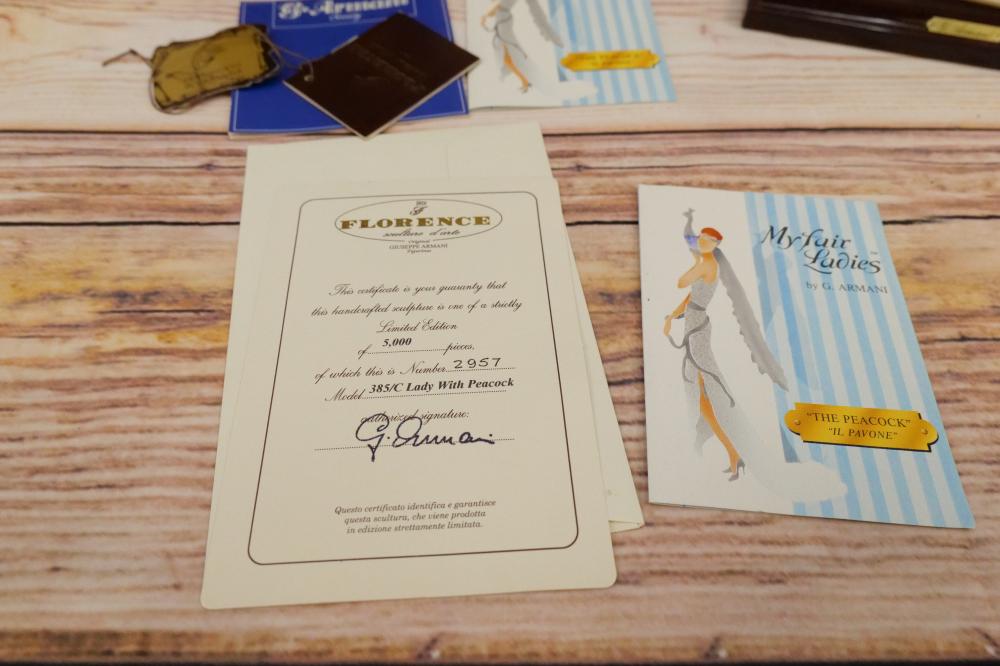 G. Armani
FLORENCE
sculture d'arte
Original
GIUSEPPE ARMANI
Figurines
This certificate is your guaranty that
this handcrafted sculpture is one of a strictly
Limited Edition
of 5,000 pieces,
of which this is Number 2957
Model 385/C Lady With Peacock
authorized signature:
G. Armani
Questo certificato identifica e garantisce
questa scultura, che viene prodotta
in edizione strettamente limitata.
My fair
Ladies™
by G. ARMANI
"THE PEACOCK"
"IL PAVONE"